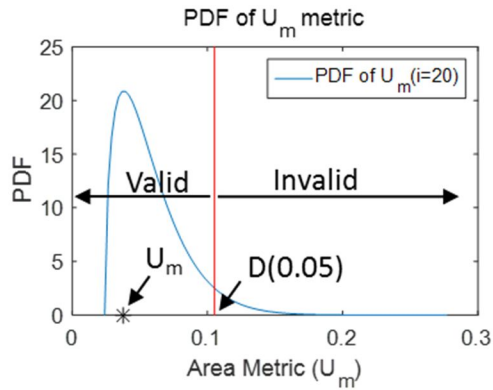 PDF of Um metric
PDF of Um(i=20)
25
20
15
10
5
0
PDF
Valid
Invalid
Um
D(0.05)
0
0.1
0.2
0.3
Area Metric (Um)